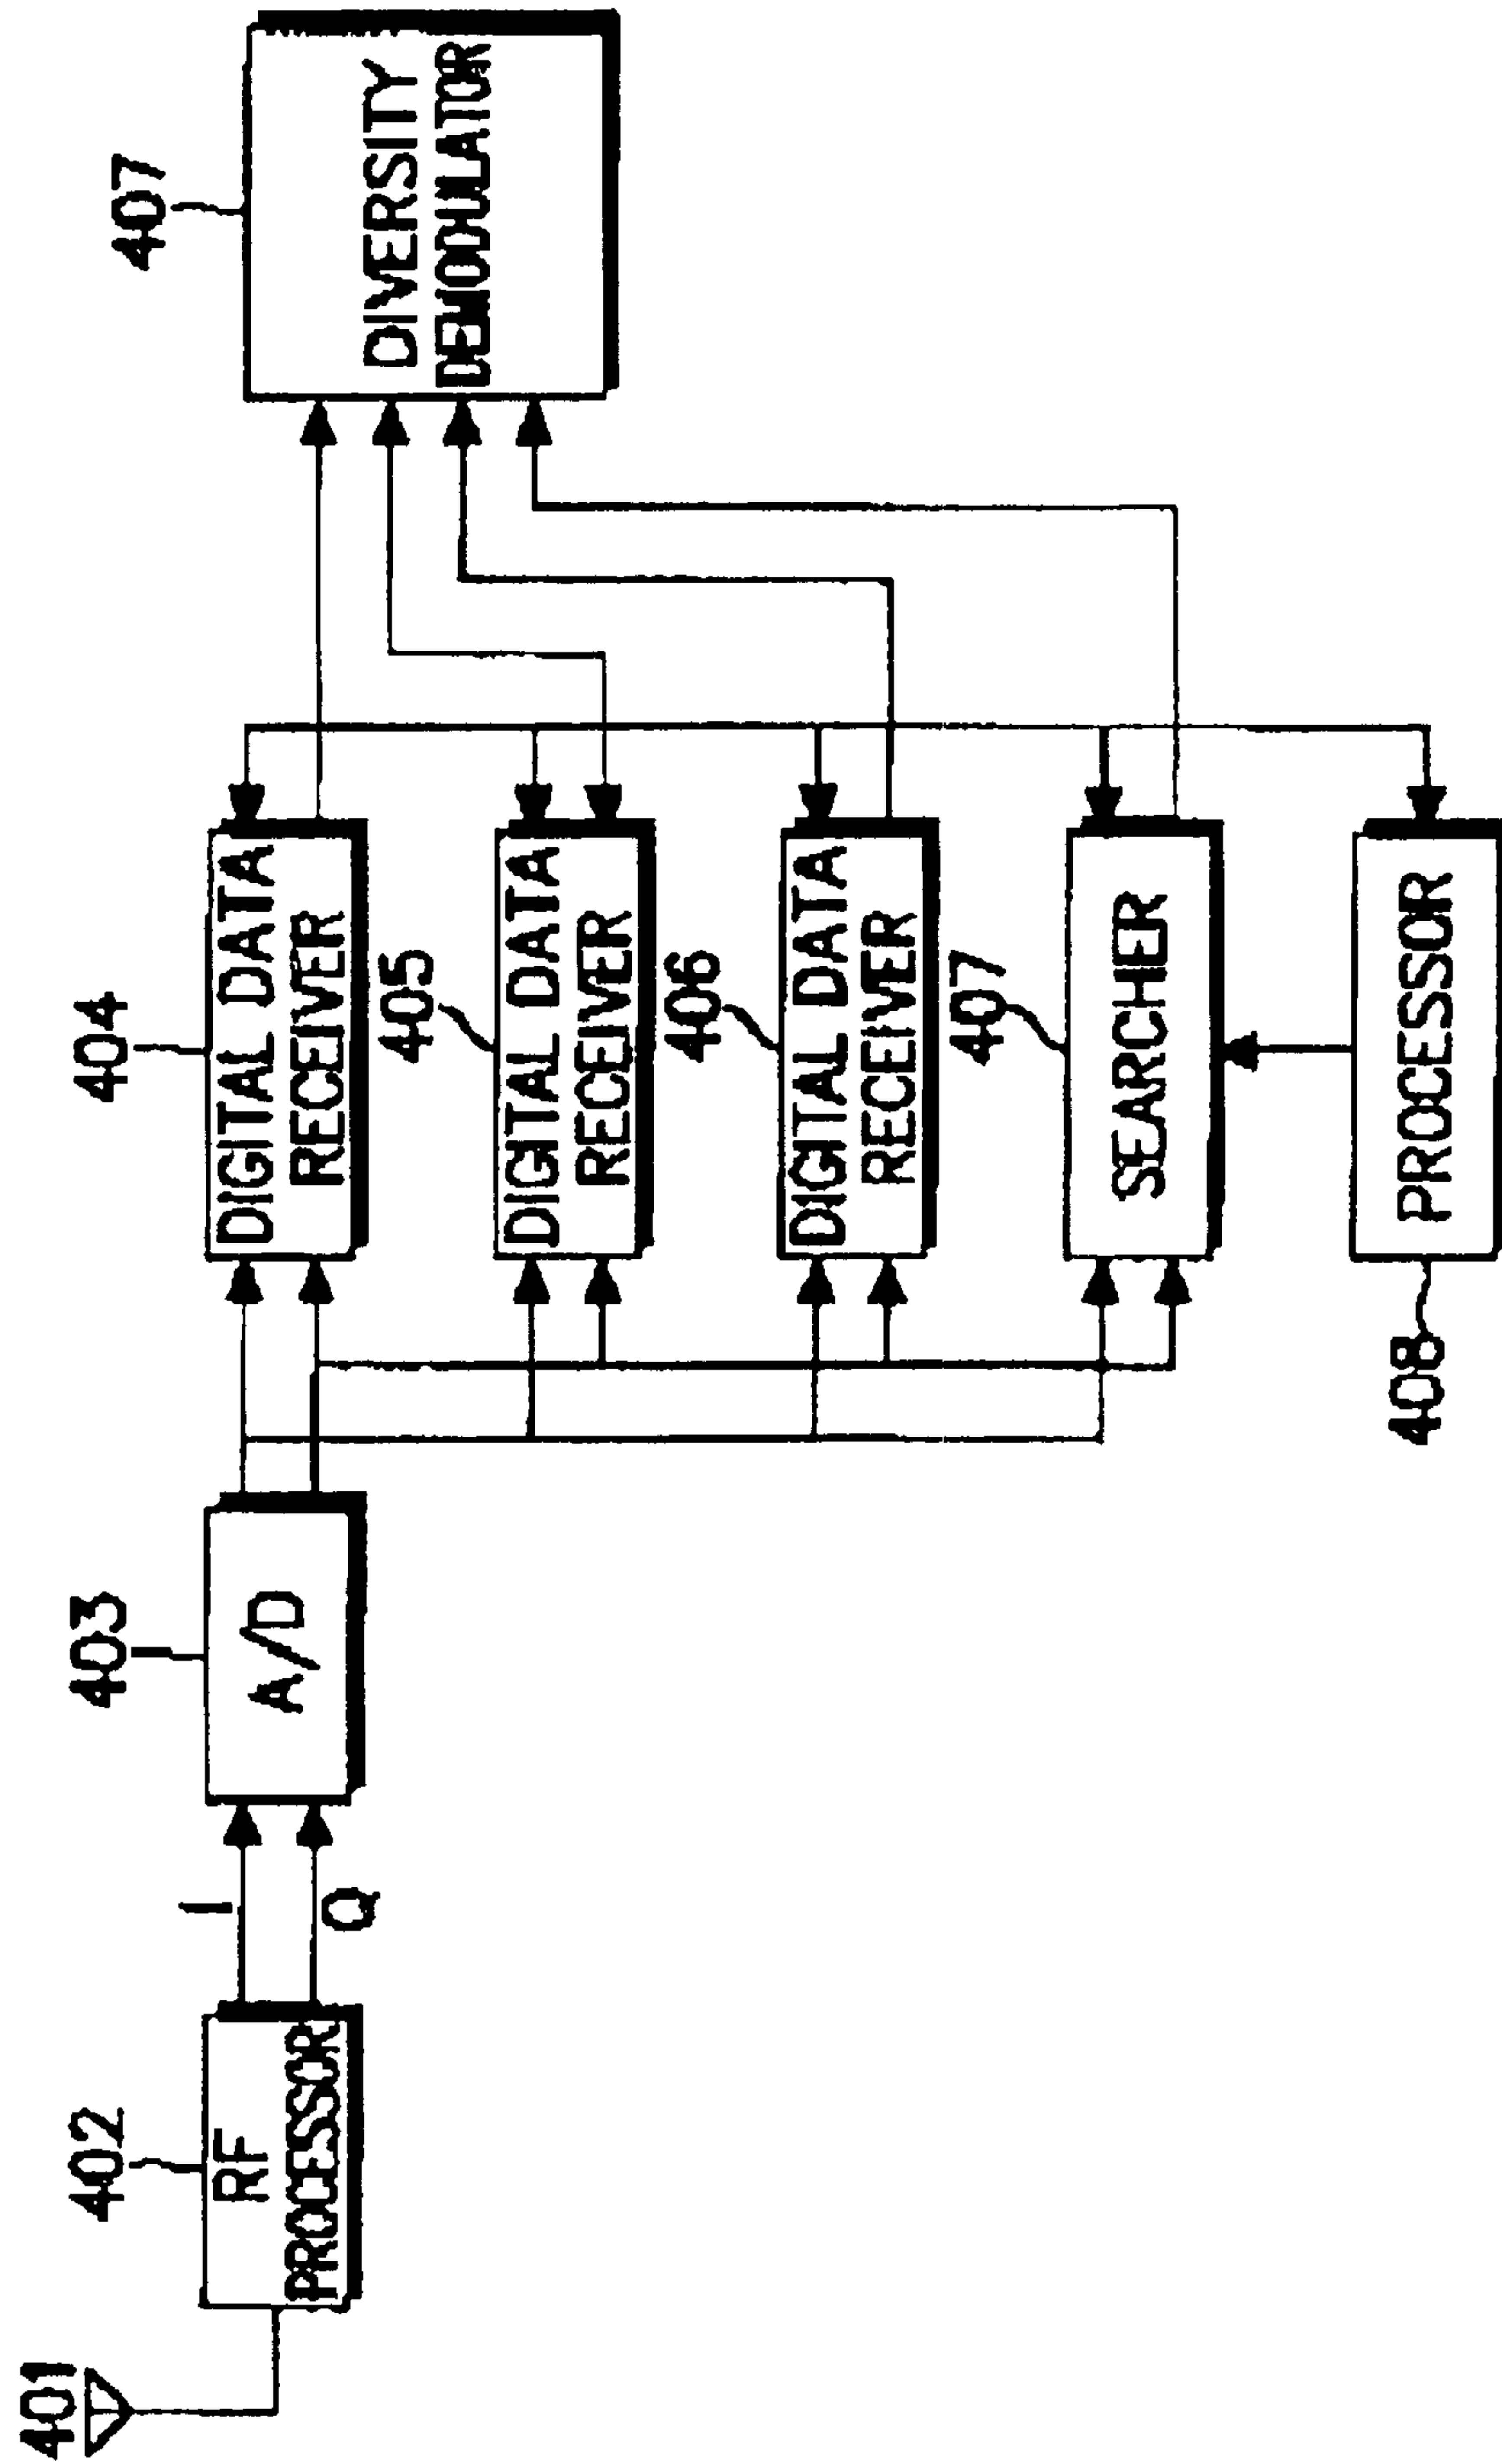 401
402
RF
PROCESSOR
I
Q
403
A/D
404
DIGITAL DATA
RECEIVER
405
DIGITAL DATA
RECEIVER
406
DIGITAL DATA
RECEIVER
407
SEARCHER
408
PROCESSOR
407
DIVERSITY
DEMODULATOR